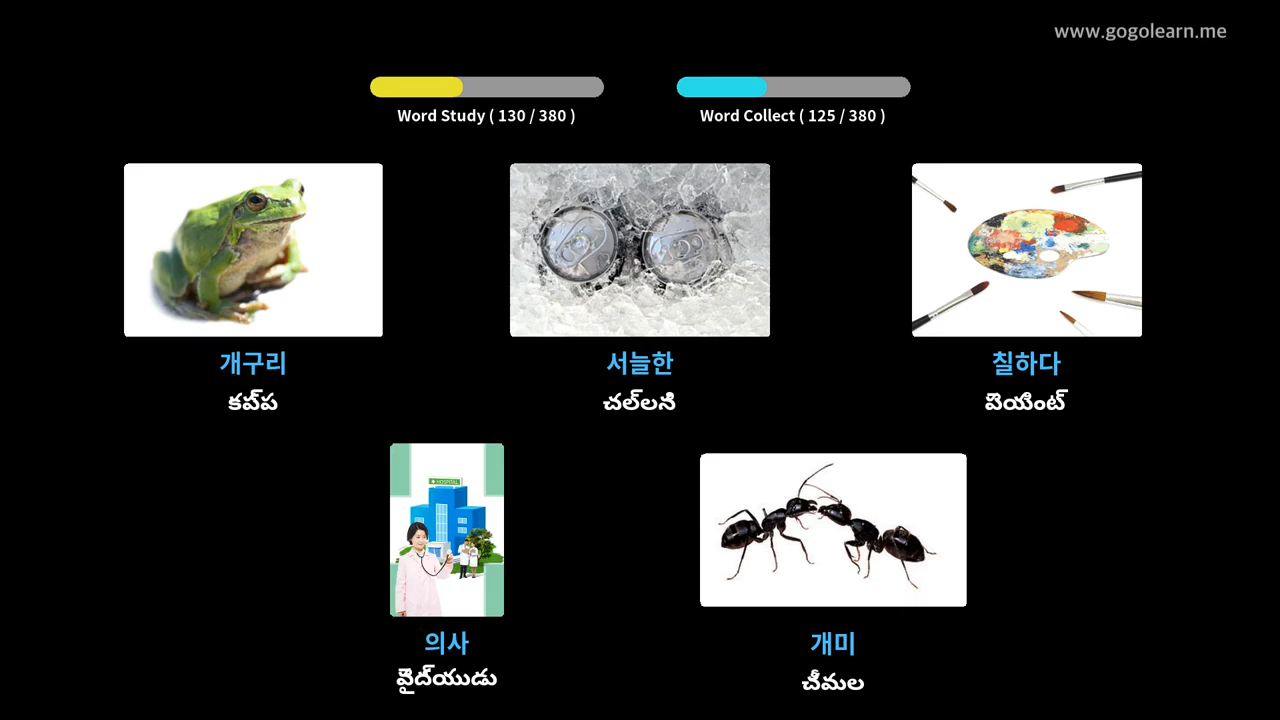 www.gogolearn.me
Word Study ( 130 / 380 )
Word Collect ( 125 / 380 )
개구리
서늘한
칠하다
కప్ప
చల్లని
పెయింట్
HOSPITAL
의사
개미
వైద్యుడు
చీమల